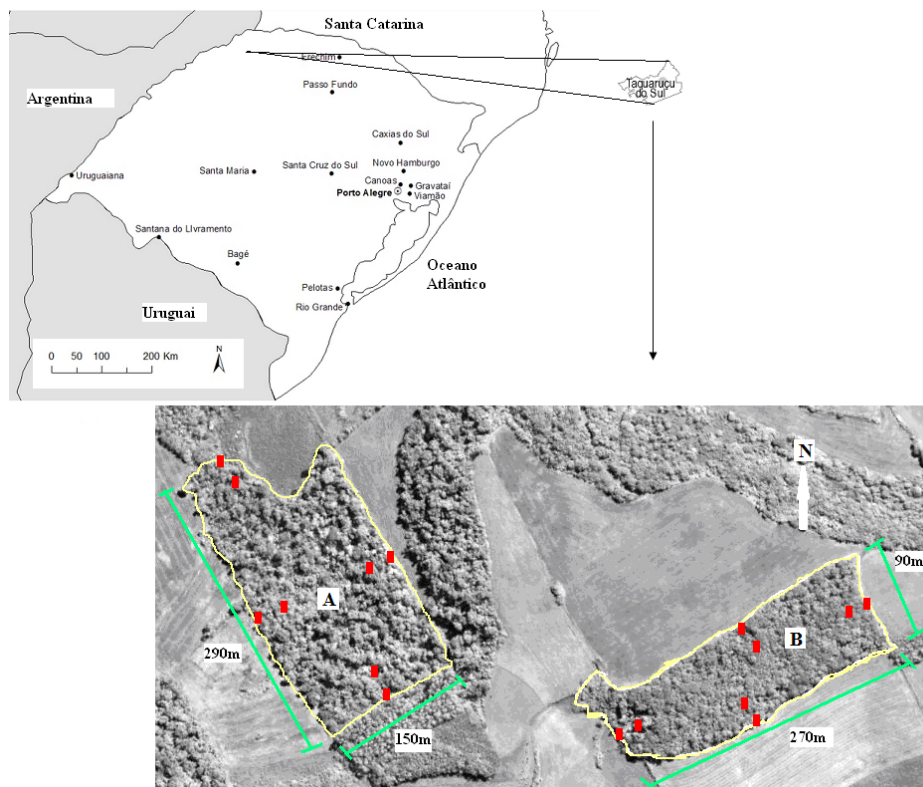 Santa Catarina
Erechim
Argentina
Passo Fundo
Taquaruçu
do Sul
Caxias do Sul
Uruguaiana
Santa Maria
Santa Cruz do Sul
Novo Hamburgo
Canoas
Gravataí
Porto Alegre
Viamão
Santana do LIvramento
Bagé
Oceano
Atlântico
Pelotas
Rio Grande
Uruguai
N
0 50 100 200 Km
N
90m
A
B
290m
150m
270m